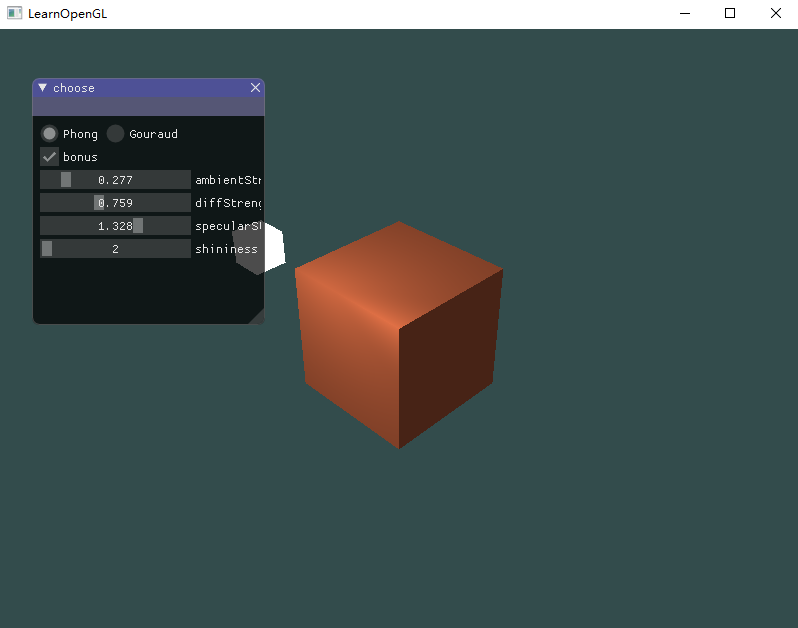 LearnOpenGL
choose
Phong Gouraud
bonus
0.277 ambientStr
0.759 diffStreng
1.328 specularSt
2 shininess